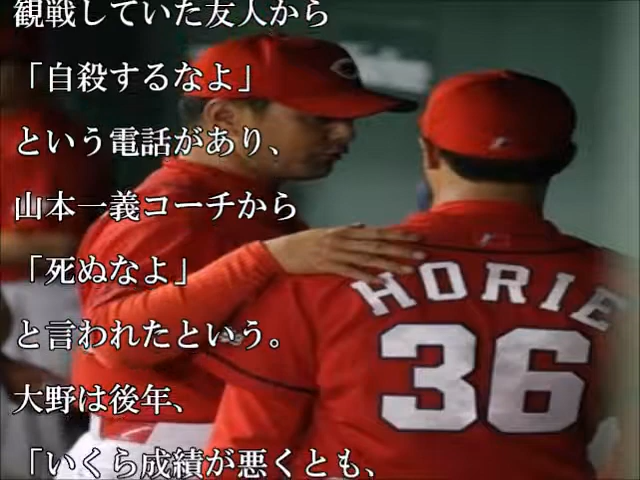 観戦していた友人から
「自殺するなよ」
という電話があり、
山本一義コーチから
「死ぬなよ」
と言われたという。
大野は後年、
「いくら成績が悪くとも、
HORIE
36